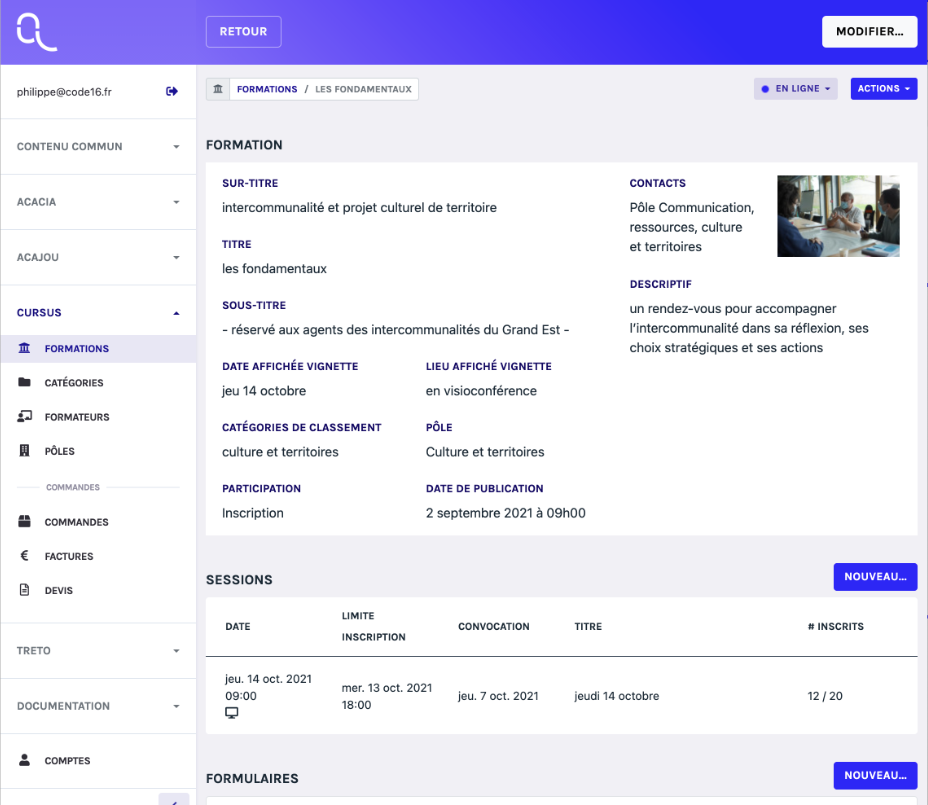 RETOUR
MODIFIER...
philippe@code16.fr
CONTENU COMMUN
ACACIA
ACAJOU
CURSUS
FORMATIONS
CATÉGORIES
FORMATEURS
PÔLES
COMMANDES
COMMANDES
€ FACTURES
DEVIS
TRETO
DOCUMENTATION
COMPTES
FORMATIONS / LES FONDAMENTAUX
EN LIGNE
ACTIONS
FORMATION
SUR-TITRE
intercommunalité et projet culturel de territoire
TITRE
les fondamentaux
SOUS-TITRE
- réservé aux agents des intercommunalités du Grand Est -
DATE AFFICHÉE VIGNETTE
jeu 14 octobre
LIEU AFFICHÉ VIGNETTE
en visioconférence
CATÉGORIES DE CLASSEMENT
culture et territoires
PÔLE
Culture et territoires
PARTICIPATION
Inscription
DATE DE PUBLICATION
2 septembre 2021 à 09h00
CONTACTS
Pôle Communication,
ressources, culture
et territoires
DESCRIPTIF
un rendez-vous pour accompagner
l’intercommunalité dans sa réflexion, ses
choix stratégiques et ses actions
SESSIONS
NOUVEAU...
DATE
LIMITE
INSCRIPTION
CONVOCATION
TITRE
# INSCRITS
jeu. 14 oct. 2021
09:00
mer. 13 oct. 2021
18:00
jeu. 7 oct. 2021
jeudi 14 octobre
12 / 20
FORMULAIRES
NOUVEAU...